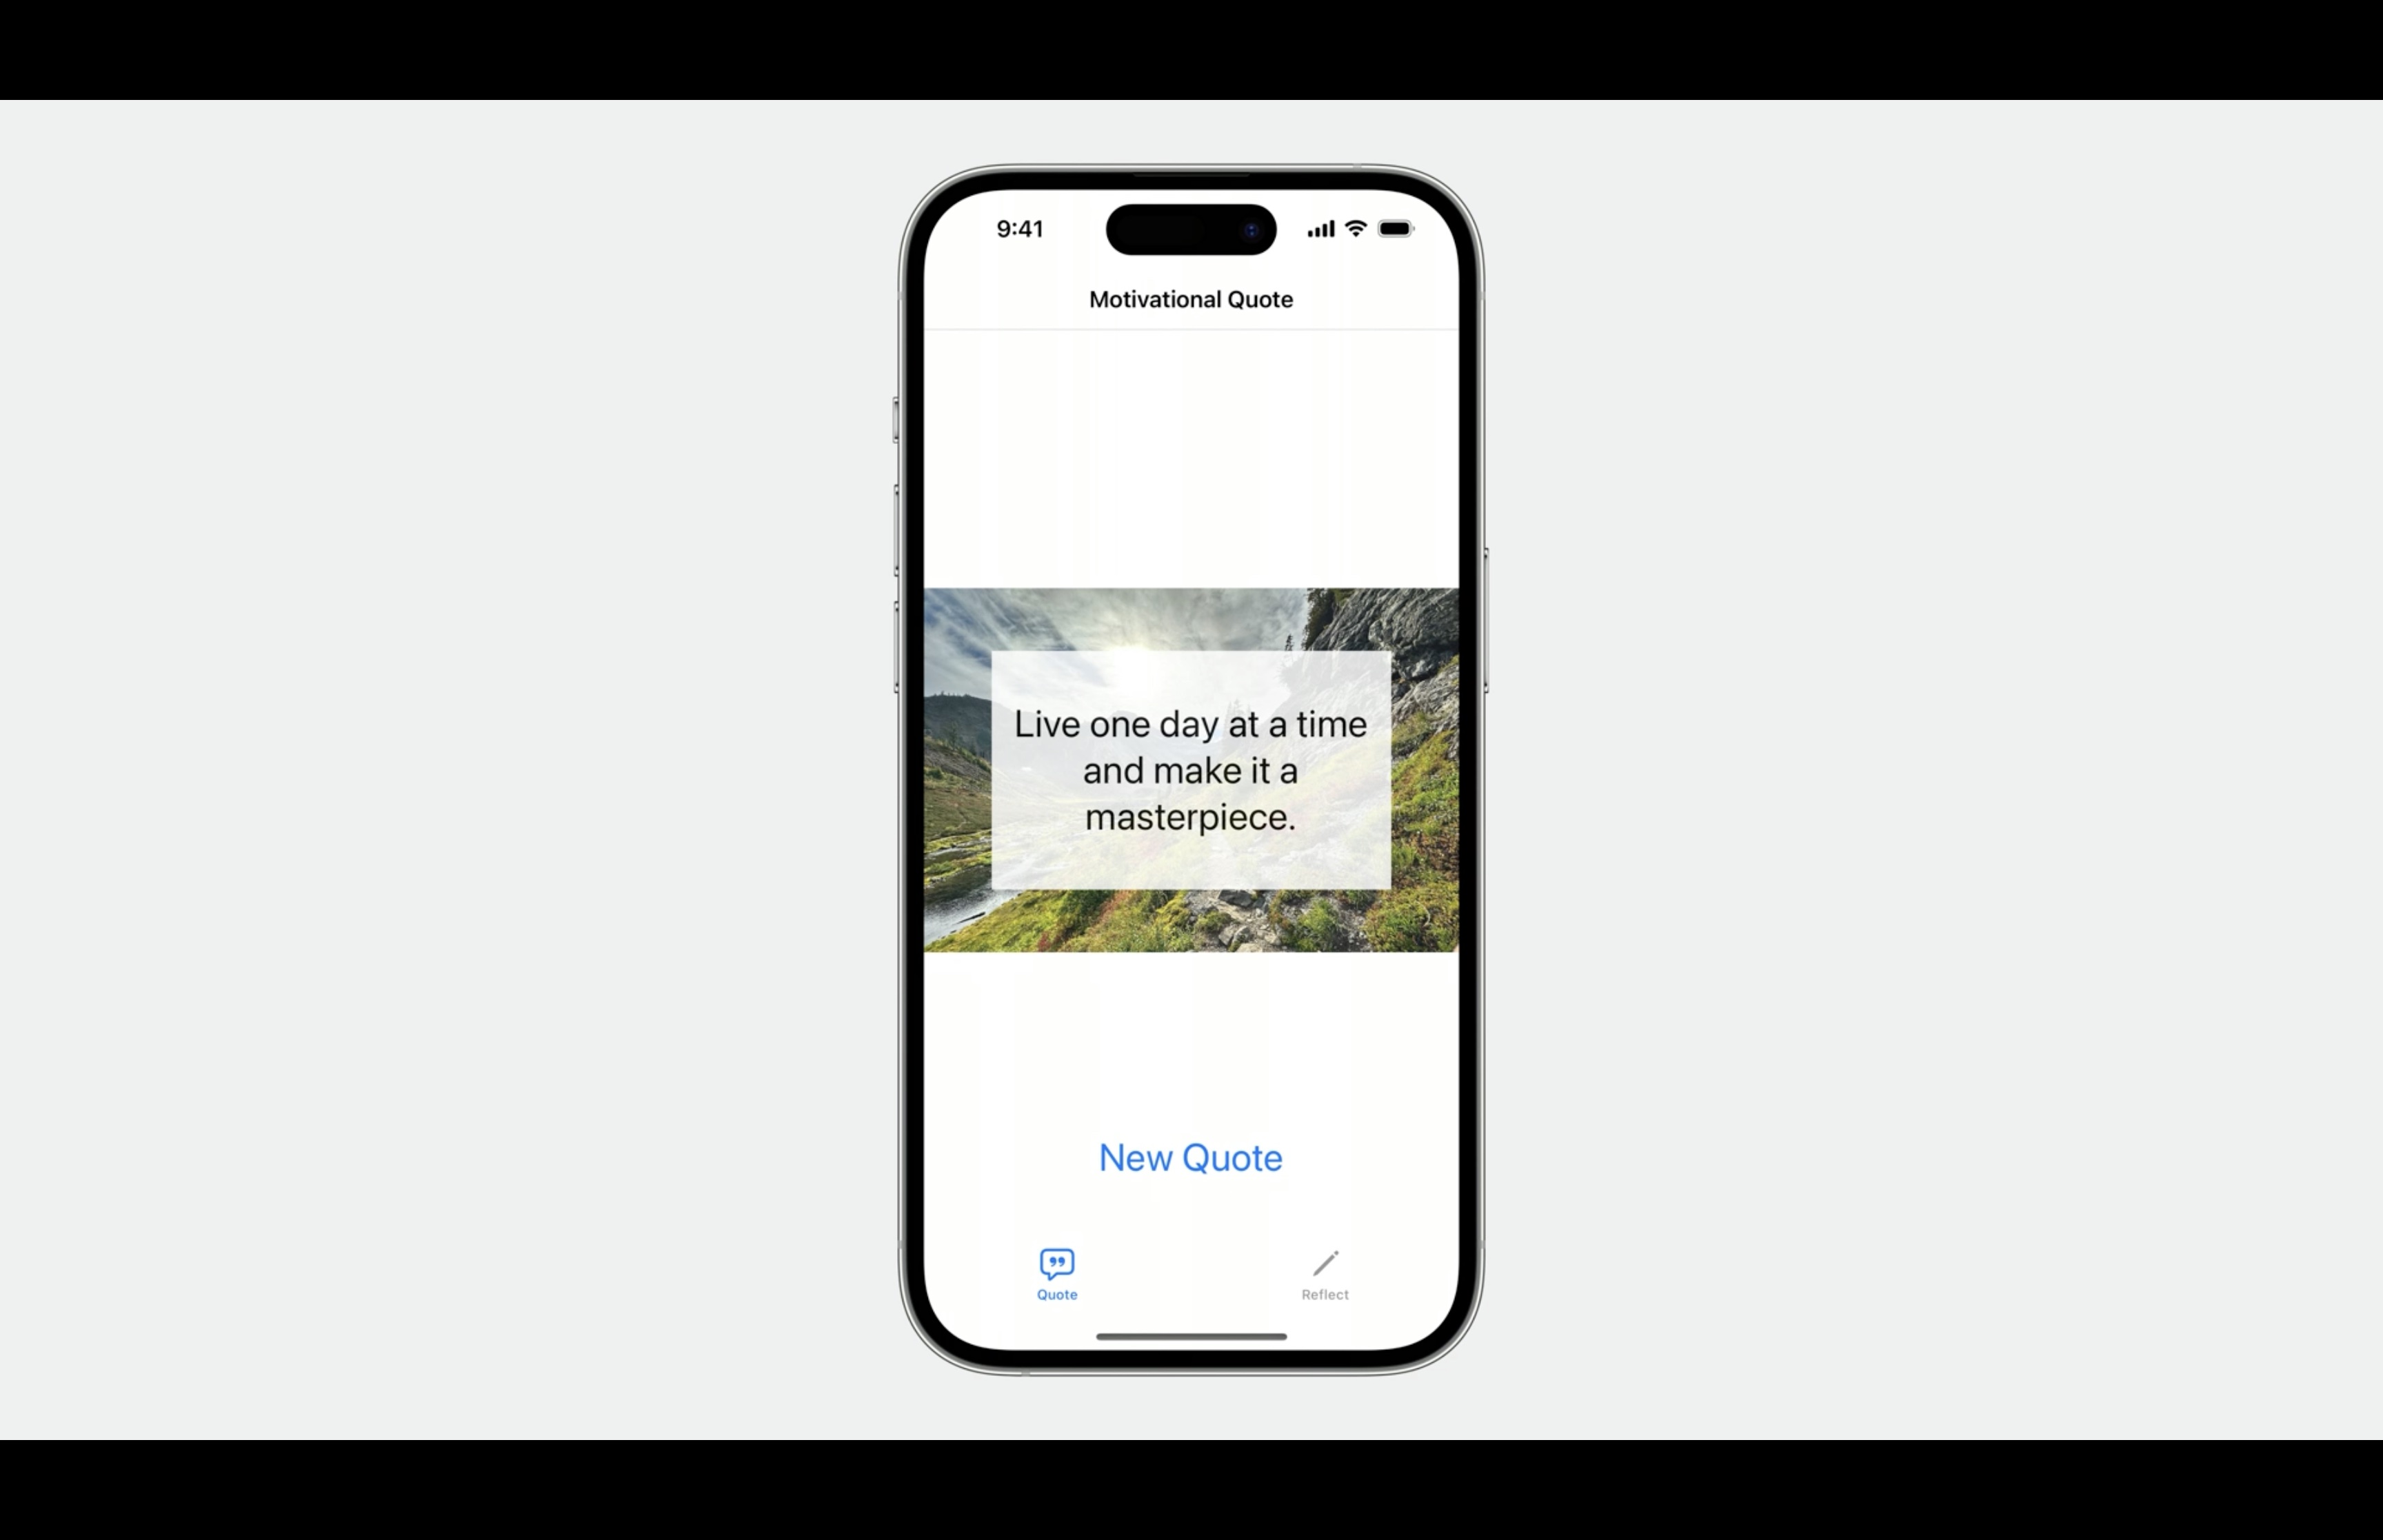 9:41
Motivational Quote
Live one day at a time
and make it a
masterpiece.
New Quote
Quote
Reflect